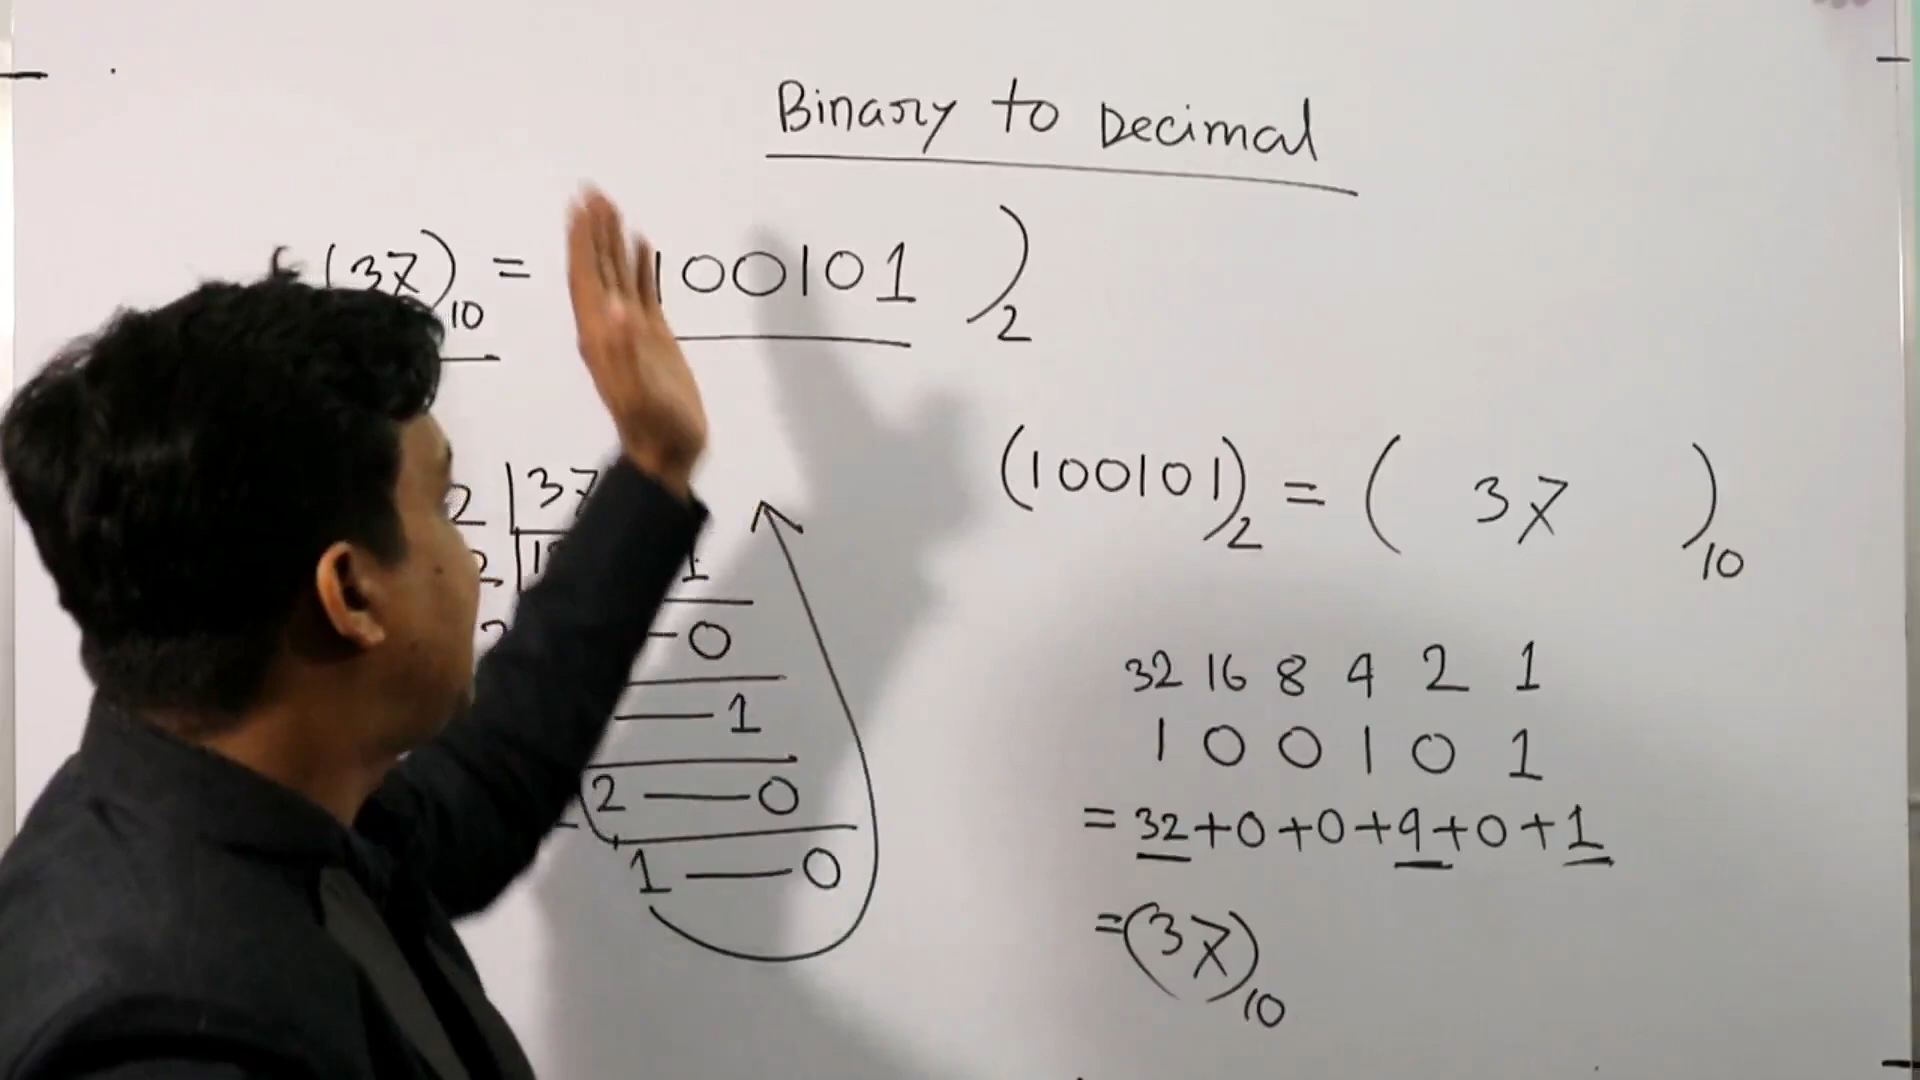 Binary to Decimal
(37)10 = 100101 )2
(100101)2 = ( 37 )10
2 37
2 1
1
2
0
1
2 — 0
1 — 0
32 16 8 4 2 1
1 0 0 1 0 1
= 32+0+0+4+0+1
=(37)10